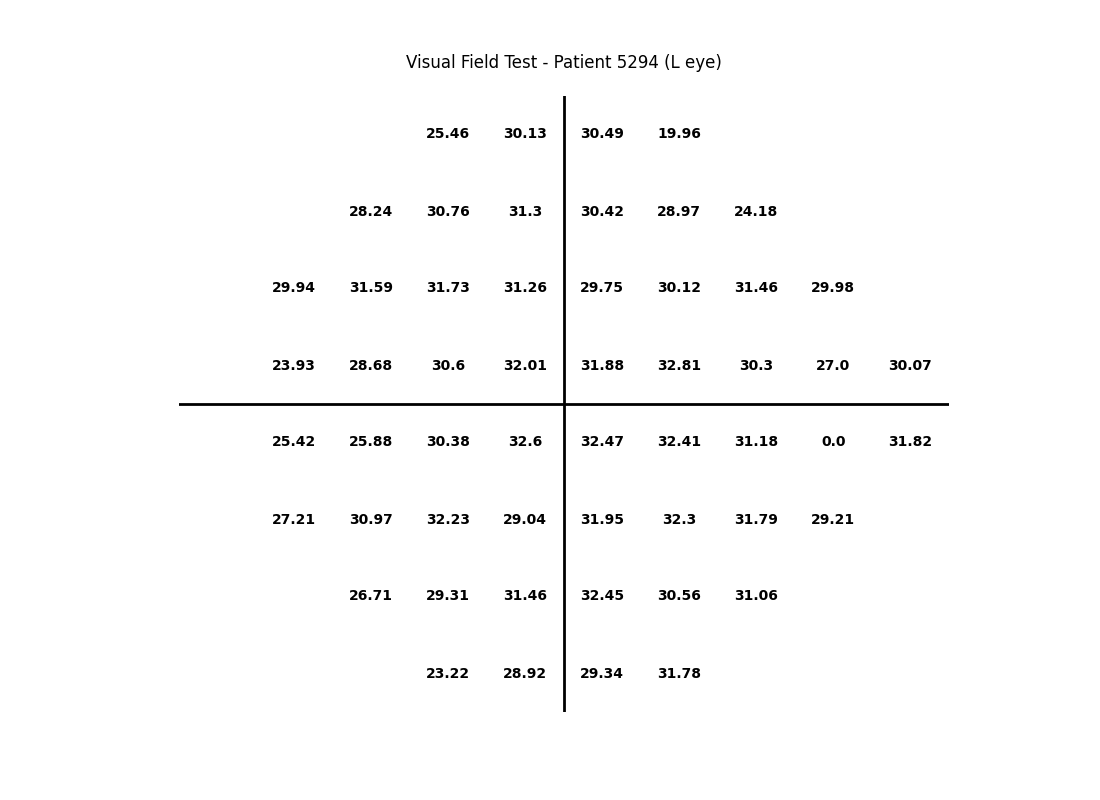 Visual Field Test - Patient 5294 (L eye)
25.46 30.13 30.49 19.96
28.24 30.76 31.3 30.42 28.97 24.18
29.94 31.59 31.73 31.26 29.75 30.12 31.46 29.98
23.93 28.68 30.6 32.01 31.88 32.81 30.3 27.0 30.07
25.42 25.88 30.38 32.6 32.47 32.41 31.18 0.0 31.82
27.21 30.97 32.23 29.04 31.95 32.3 31.79 29.21
26.71 29.31 31.46 32.45 30.56 31.06
23.22 28.92 29.34 31.78